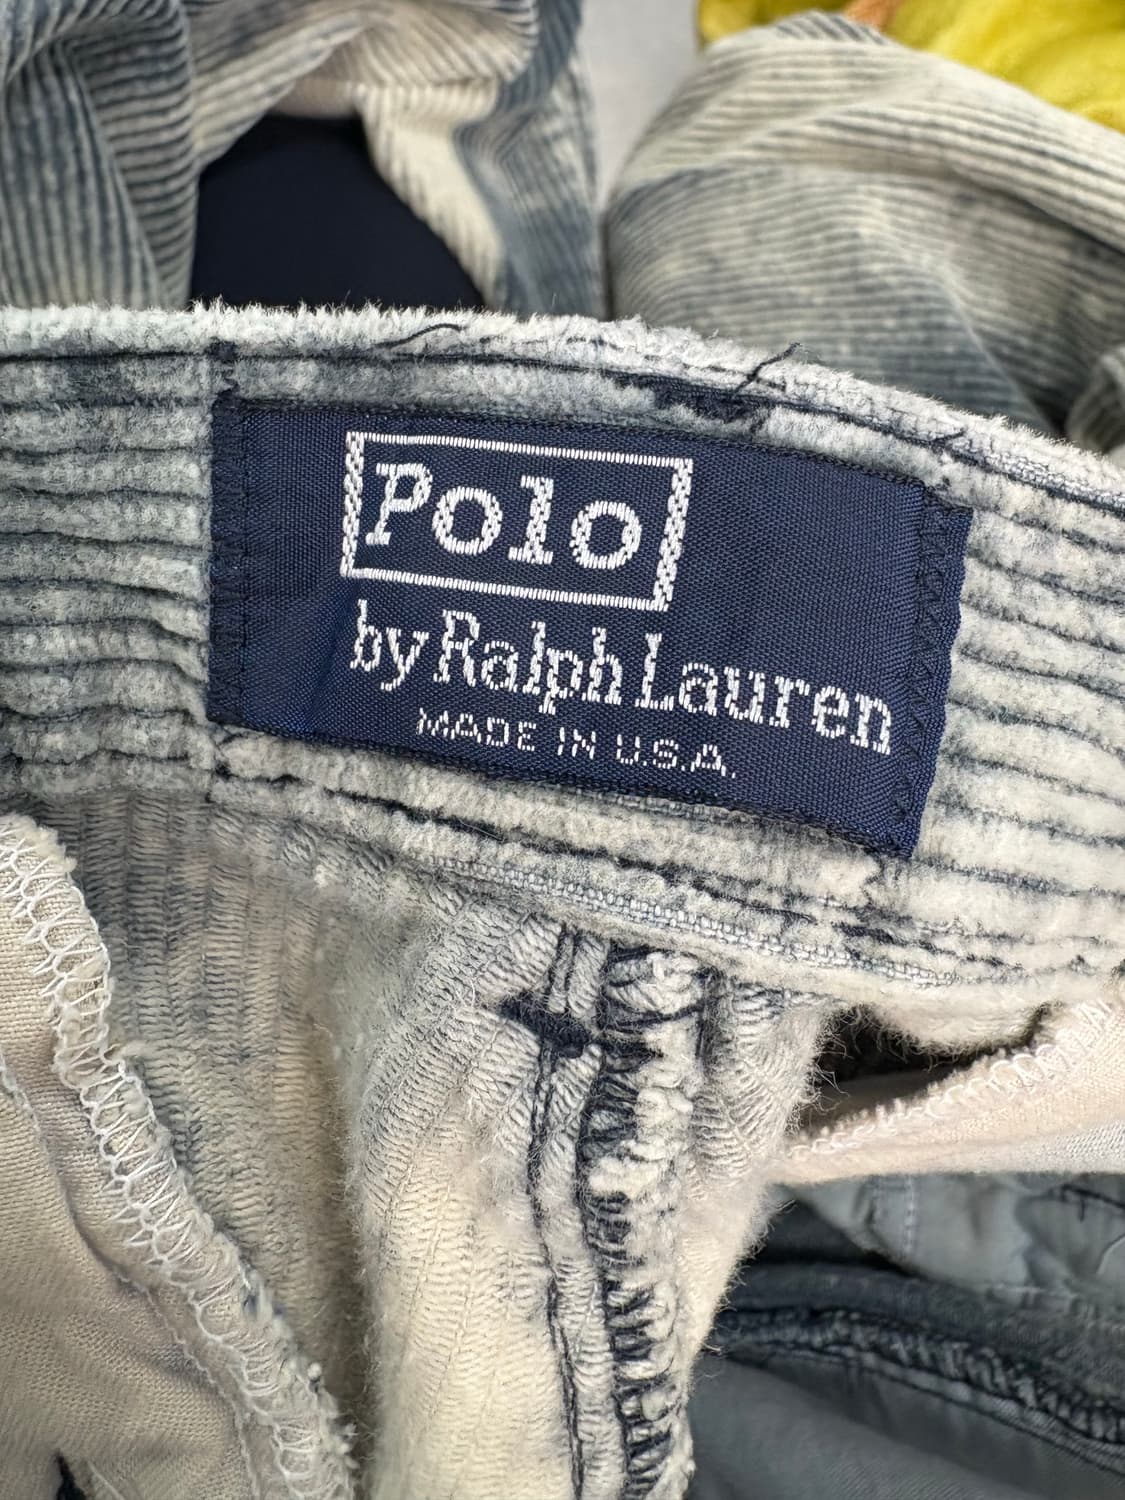 Polo
by Ralph Lauren
MADE IN U.S.A.